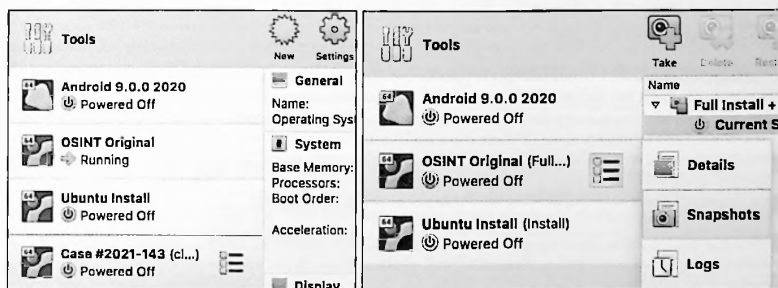 Tools
New
Settings
Android 9.0.0 2020
Powered Off
OSINT Original
Running
Ubuntu Install
Powered Off
Case #2021-143 (cl...)
Powered Off
General
Name:
Operating Syst
System
Base Memory:
Processors:
Boot Order:
Acceleration:
Display
Tools
Take
Delete
Rest
Android 9.0.0 2020
Powered Off
OSINT Original (Full...)
Powered Off
Ubuntu Install (Install)
Powered Off
Name
Full Install +
Current S
Details
Snapshots
Logs